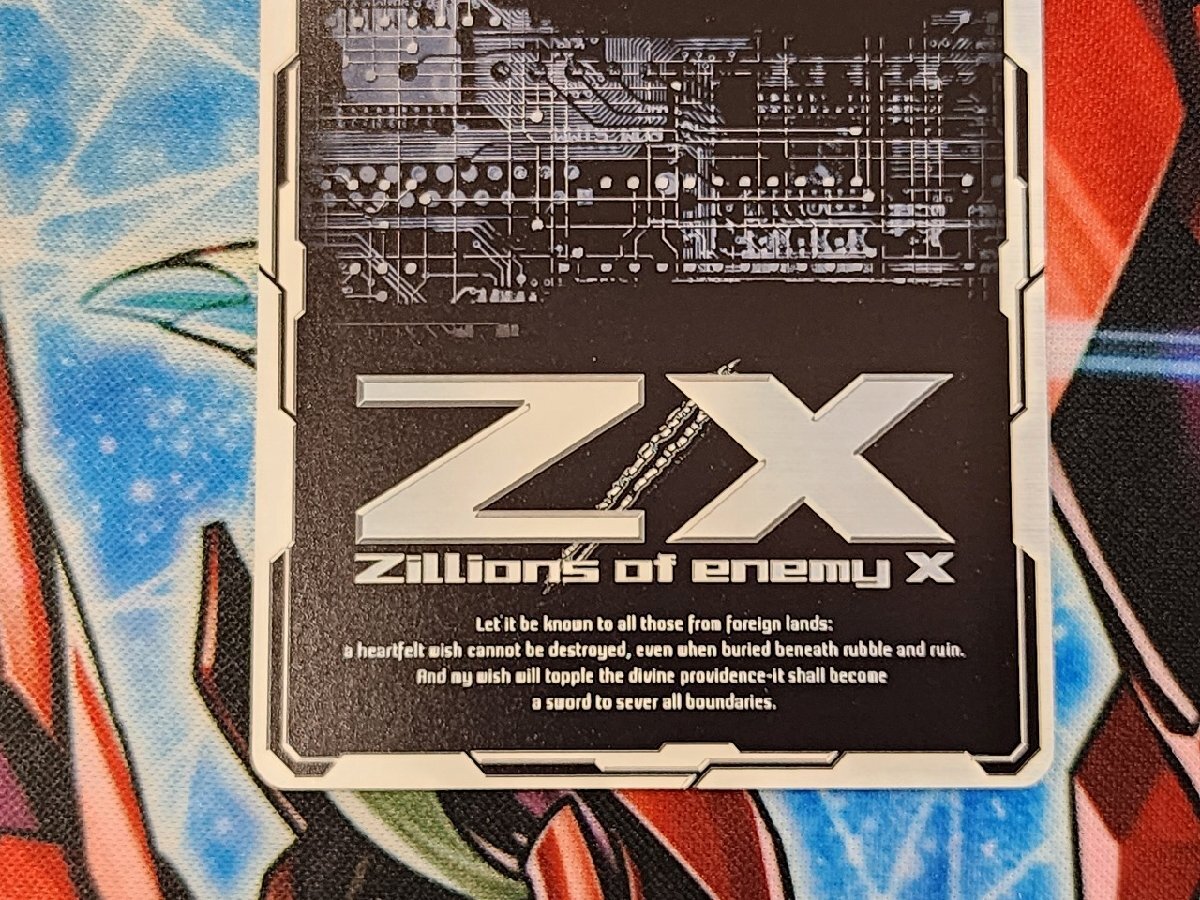 ZX
Zillions of enemy X
Let it be known to all those from foreign lands:
a heartfelt wish cannot be destroyed, even when buried beneath rubble and ruin.
And my wish will topple the divine providence-it shall become
a sword to sever all boundaries.